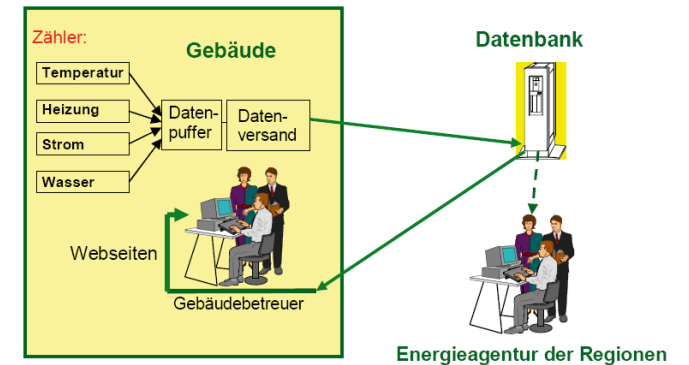 Zähler:
Gebäude
Datenbank
Temperatur
Heizung
Strom
Wasser
Daten-
puffer
Daten-
versand
Webseiten
Gebäudebetreuer
Energieagentur der Regionen